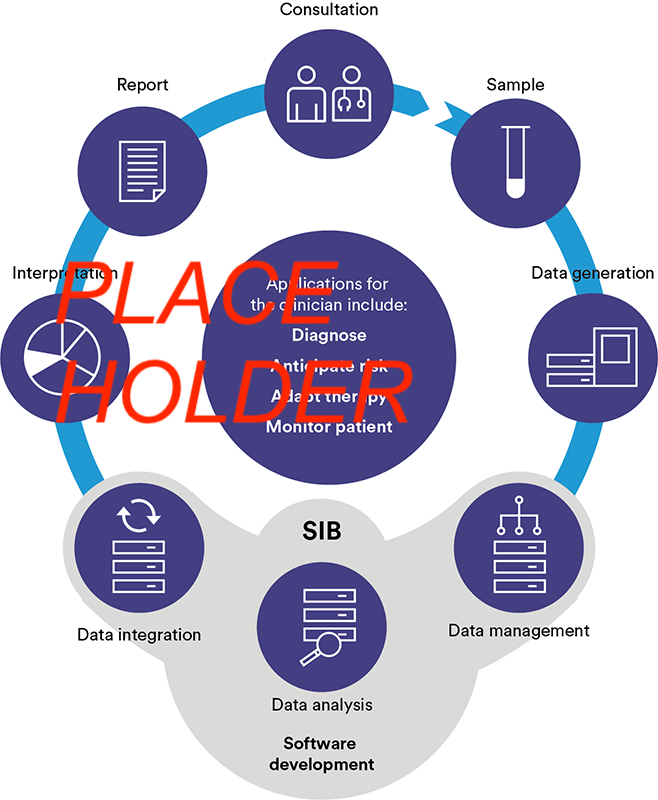 Consultation
Report
Sample
Interpretation
Data generation
PLACE
HOLDER
Applications for
the clinician include:
Diagnose
Anticipate risk
Adapt therapy
Monitor patient
SIB
Data integration
Data management
Data analysis
Software
development